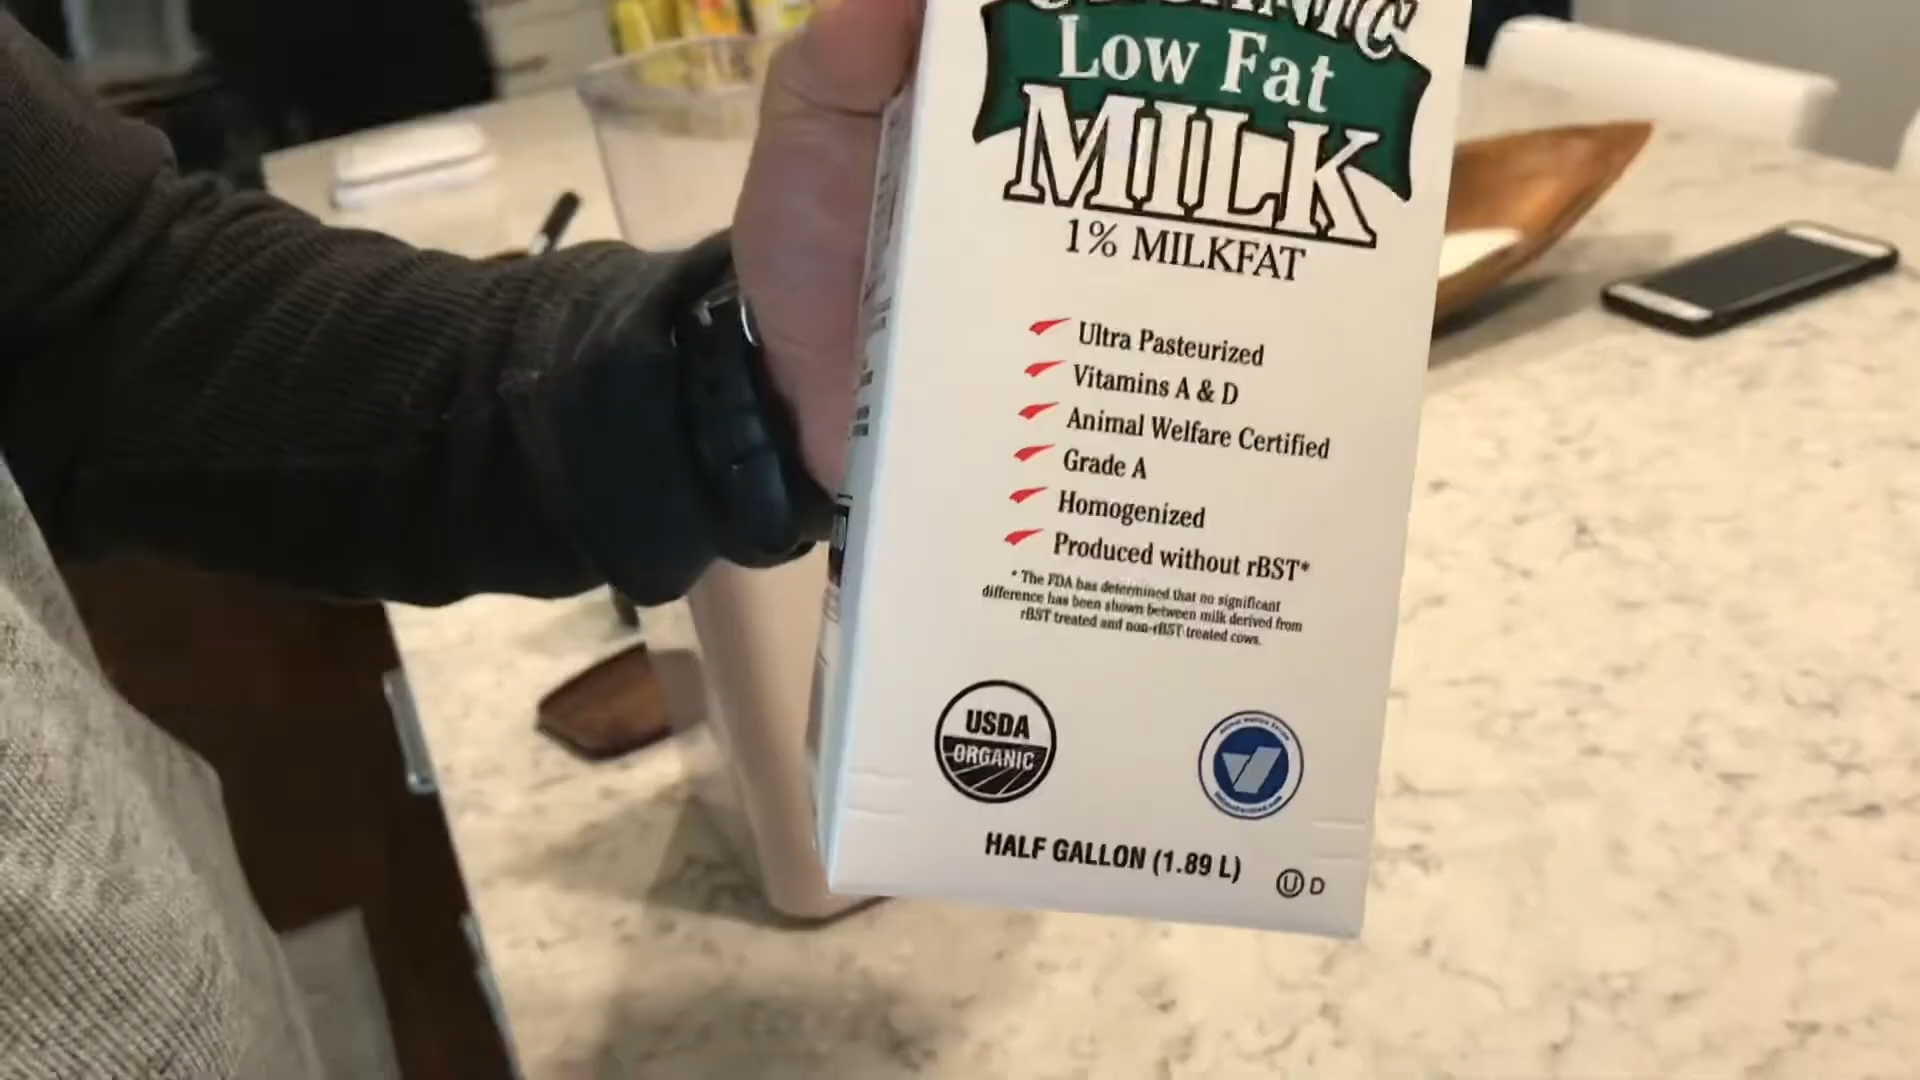 ORGANIC
Low Fat
MILK
1% MILKFAT
Ultra Pasteurized
Vitamins A & D
Animal Welfare Certified
Grade A
Homogenized
Produced without rBST*
* The FDA has determined that no significant
difference has been shown between milk derived from
rBST treated and non-rBST treated cows.
USDA
ORGANIC
HALF GALLON (1.89 L)
U D